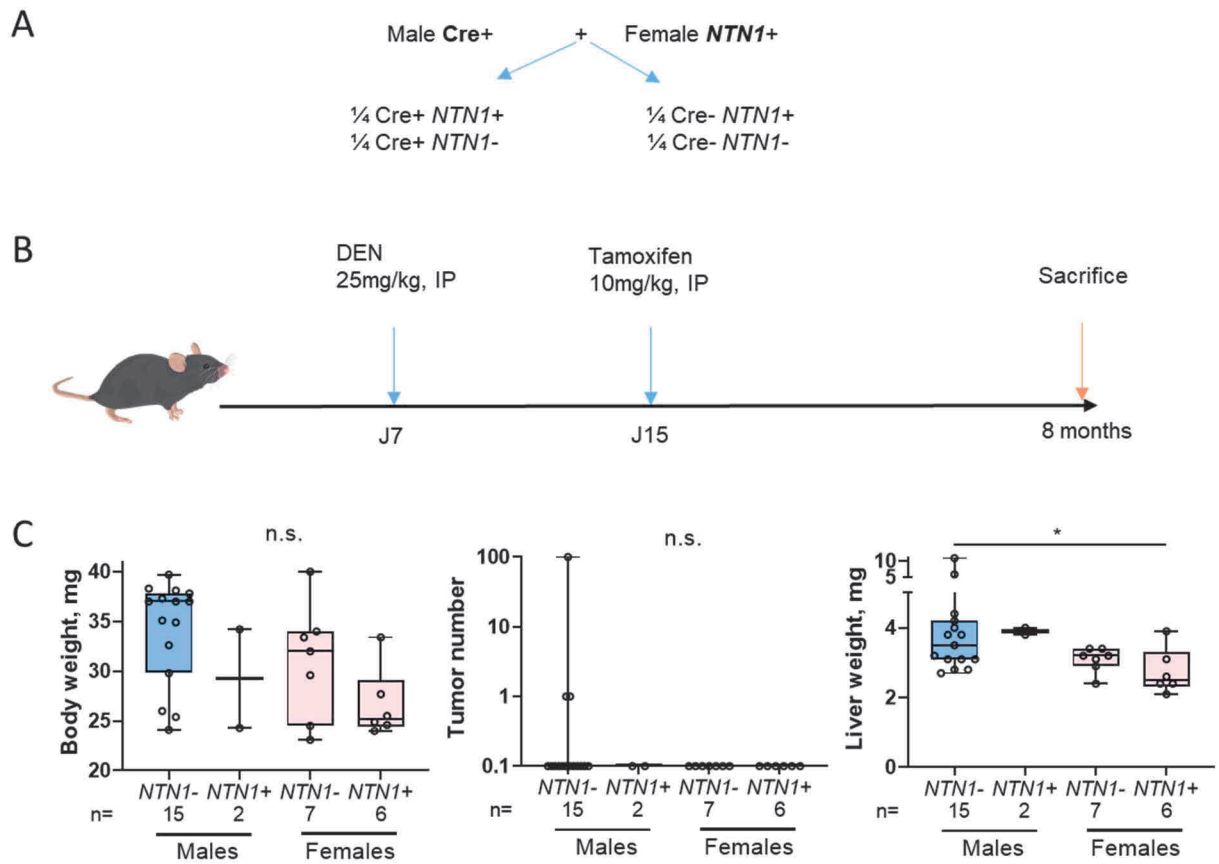 A
Male Cre+ + Female NTN1+
¼ Cre+ NTN1+ ¼ Cre- NTN1+
¼ Cre+ NTN1- ¼ Cre- NTN1-
B
DEN
25mg/kg, IP
Tamoxifen
10mg/kg, IP
Sacrifice
J7 J15 8 months
C
n.s.
Body weight, mg
40
35
30
25
20
NTN1- NTN1+ NTN1- NTN1+
n= 15 2 7 6
Males Females
n.s.
Tumor number
100
10
1
0.1
NTN1- NTN1+ NTN1- NTN1+
15 2 7 6
Males Females
*
Liver weight, mg
10
5
4
2
0
NTN1- NTN1+ NTN1- NTN1+
n= 15 2 7 6
Males Females